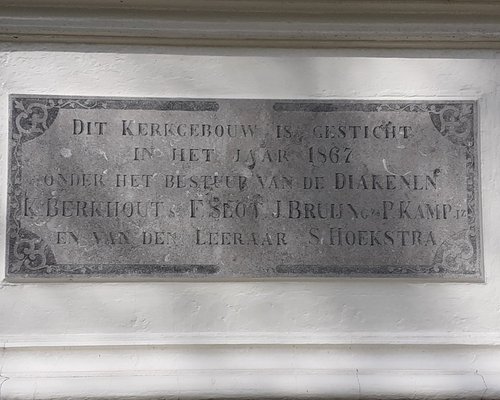 DIT KERKGEBOUW IS GESTICHT
IN HET JAAR 1867
ONDER HET BESTUUR VAN DE DIAKENEN
K. BERKHOUT F. SLOT J. BRUIJN P. KAMP
EN VAN DEN LEERAAR S. HOEKSTRA